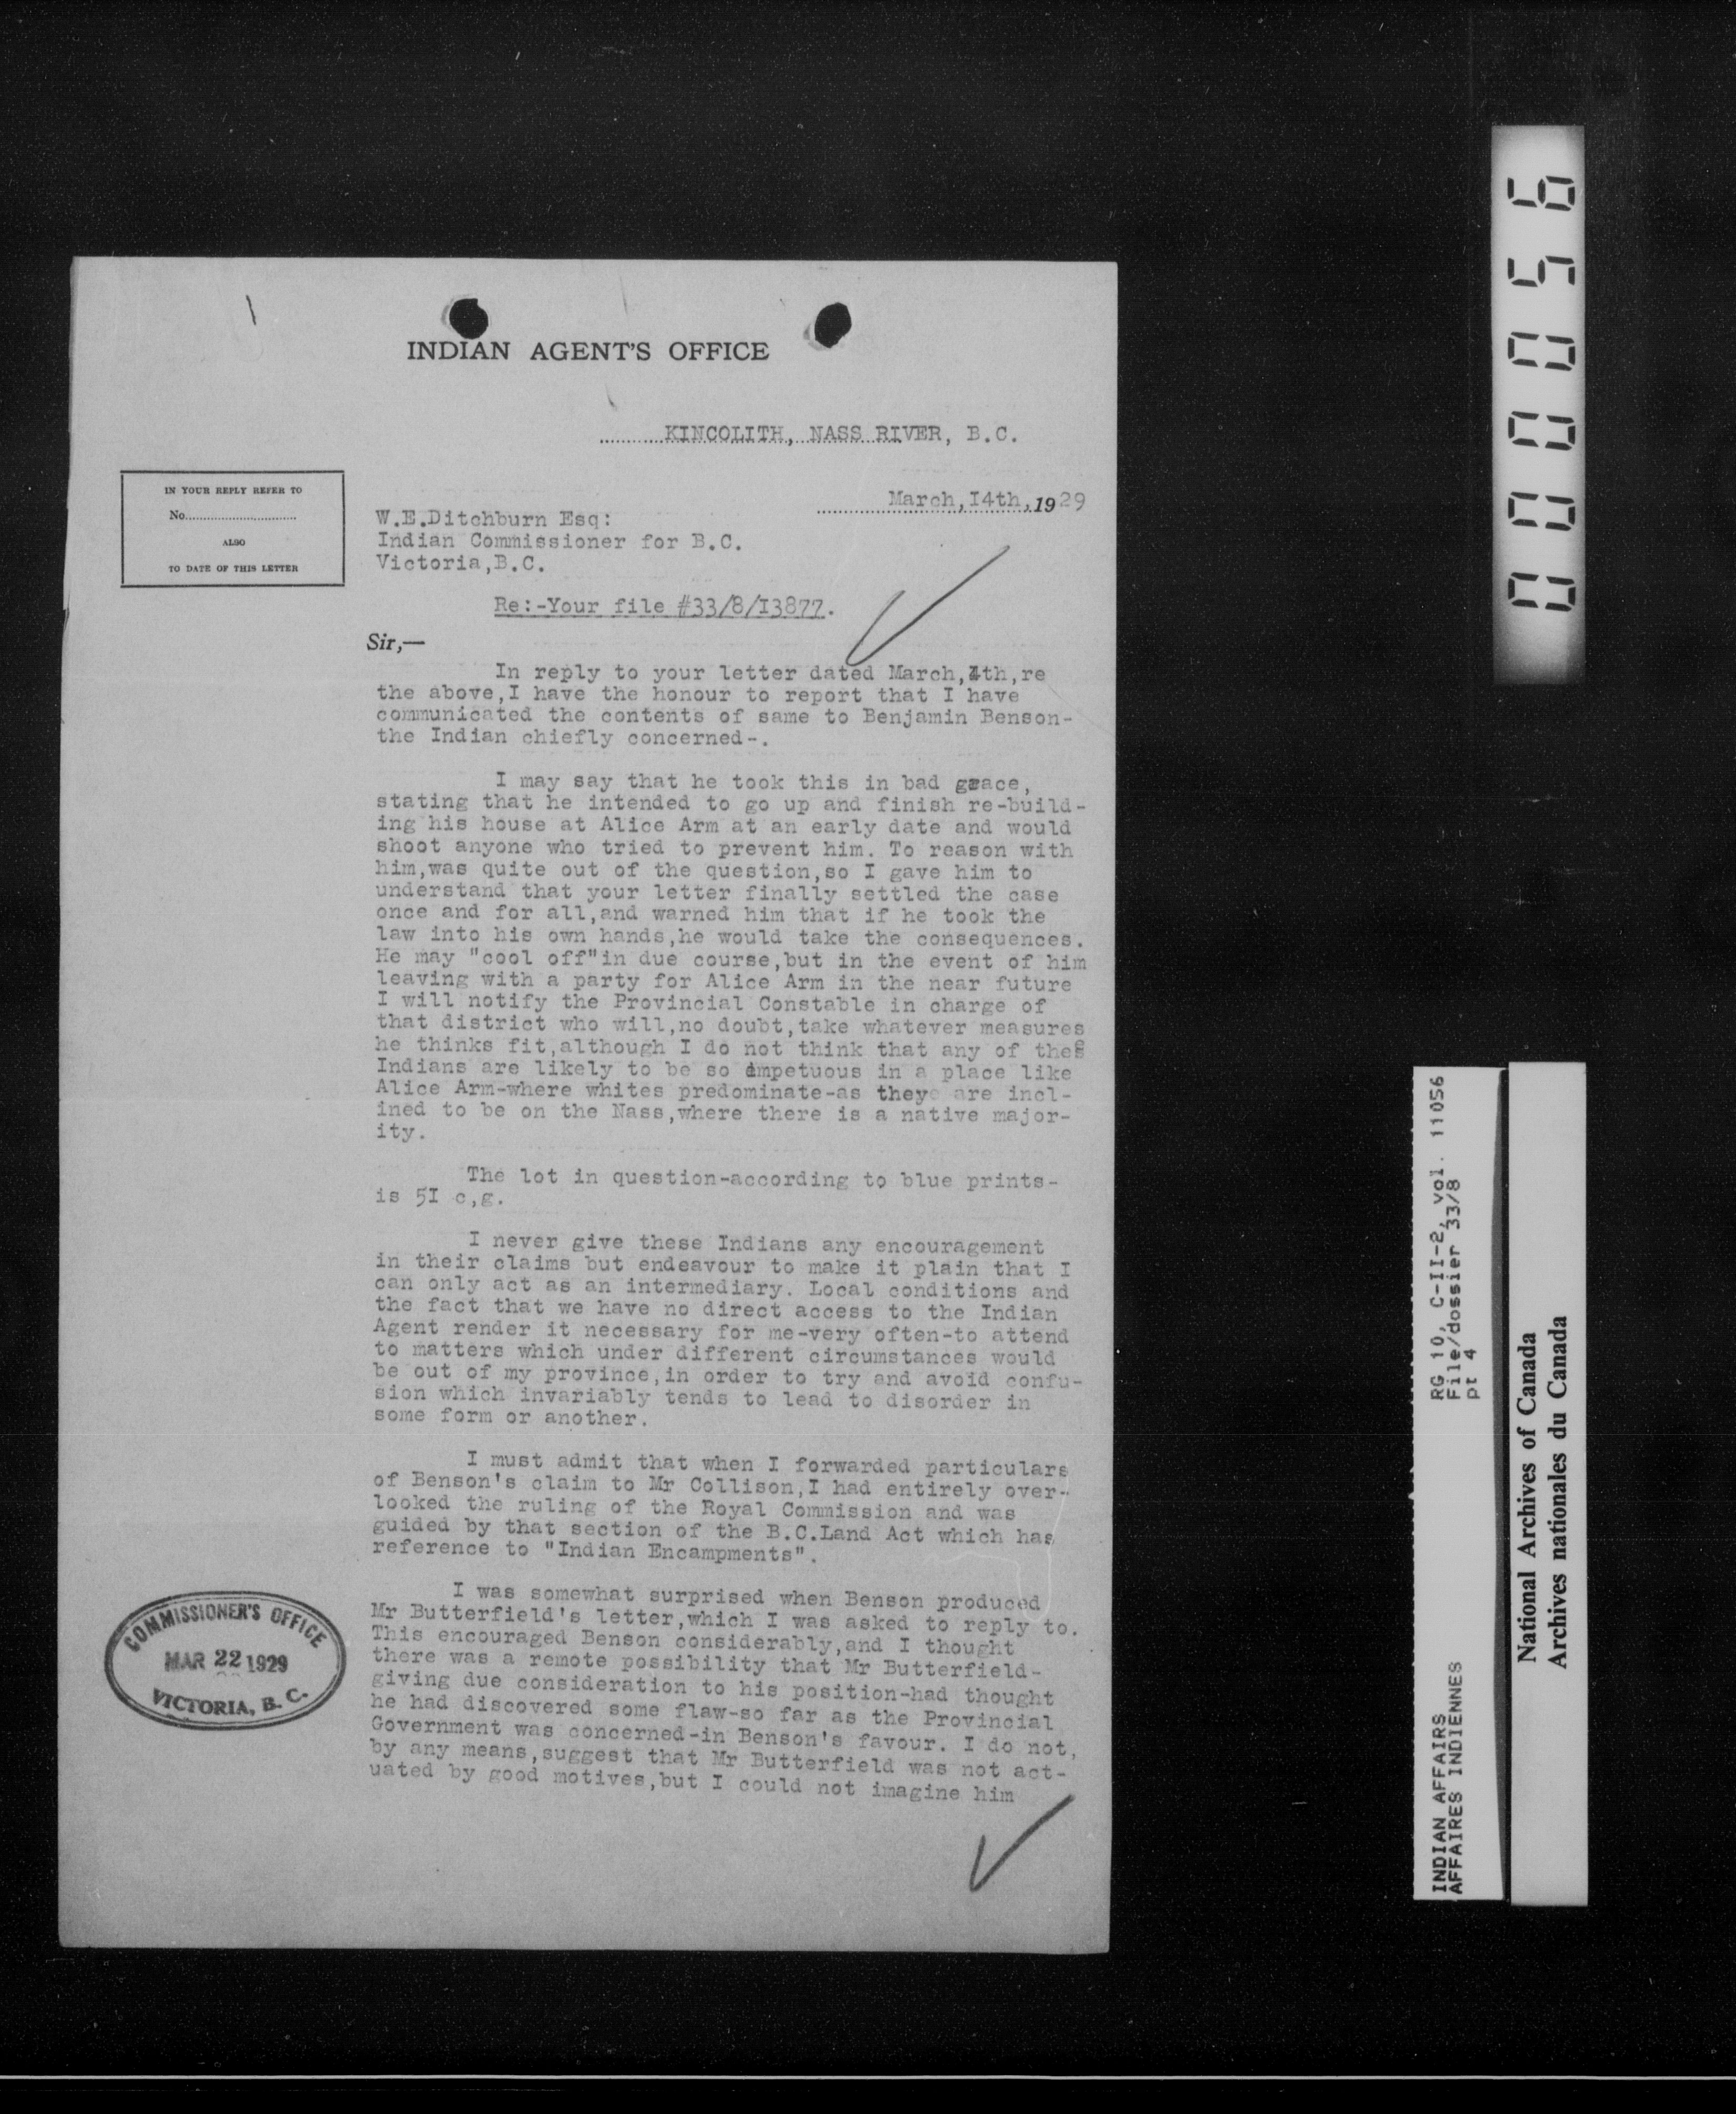 INDIAN AGENT'S OFFICE
KINCOLITH, NASS RIVER, B.C.
March,I4th,1929
IN YOUR REPLY REFER TO
No.
ALSO
TO DATE OF THIS LETTER
W.E.Ditchburn Esq:
Indian Commissioner for B.C.
Victoria,B.C.
Re:-Your file #33/8/I3877.
Sir,—
In reply to your letter dated March,4th,re
the above,I have the honour to report that I have
communicated the contents of same to Benjamin Benson-
the Indian chiefly concerned-.
I may say that he took this in bad grace,
stating that he intended to go up and finish re-build-
ing his house at Alice Arm at an early date and would
shoot anyone who tried to prevent him. To reason with
him,was quite out of the question,so I gave him to
understand that your letter finally settled the case
once and for all,and warned him that if he took the
law into his own hands,he would take the consequences.
He may "cool off"in due course,but in the event of him
leaving with a party for Alice Arm in the near future
I will notify the Provincial Constable in charge of
that district who will,no doubt,take whatever measures
he thinks fit,although I do not think that any of these
Indians are likely to be so impetuous in a place like
Alice Arm-where whites predominate-as they are incl-
ined to be on the Nass,where there is a native major-
ity.
The lot in question-according to blue prints-
is 5I c,g.
I never give these Indians any encouragement
in their claims but endeavour to make it plain that I
can only act as an intermediary. Local conditions and
the fact that we have no direct access to the Indian
Agent render it necessary for me-very often-to attend
to matters which under different circumstances would
be out of my province,in order to try and avoid confu-
sion which invariably tends to lead to disorder in
some form or another.
I must admit that when I forwarded particulars
of Benson's claim to Mr Collison,I had entirely over-
looked the ruling of the Royal Commission and was
guided by that section of the B.C.Land Act which has
reference to "Indian Encampments".
I was somewhat surprised when Benson produced
Mr Butterfield's letter,which I was asked to reply to.
This encouraged Benson considerably,and I thought
there was a remote possibility that Mr Butterfield-
giving due consideration to his position-had thought
he had discovered some flaw-so far as the Provincial
Government was concerned-in Benson's favour. I do not,
by any means,suggest that Mr Butterfield was not act-
uated by good motives,but I could not imagine him
COMMISSIONER'S OFFICE
MAR 22 1929
VICTORIA, B.C.
000056
INDIAN AFFAIRS RG 10, C-II-2, vol. 11056
AFFAIRES INDIENNES File/dossier 33/8
pt 4
National Archives of Canada
Archives nationales du Canada